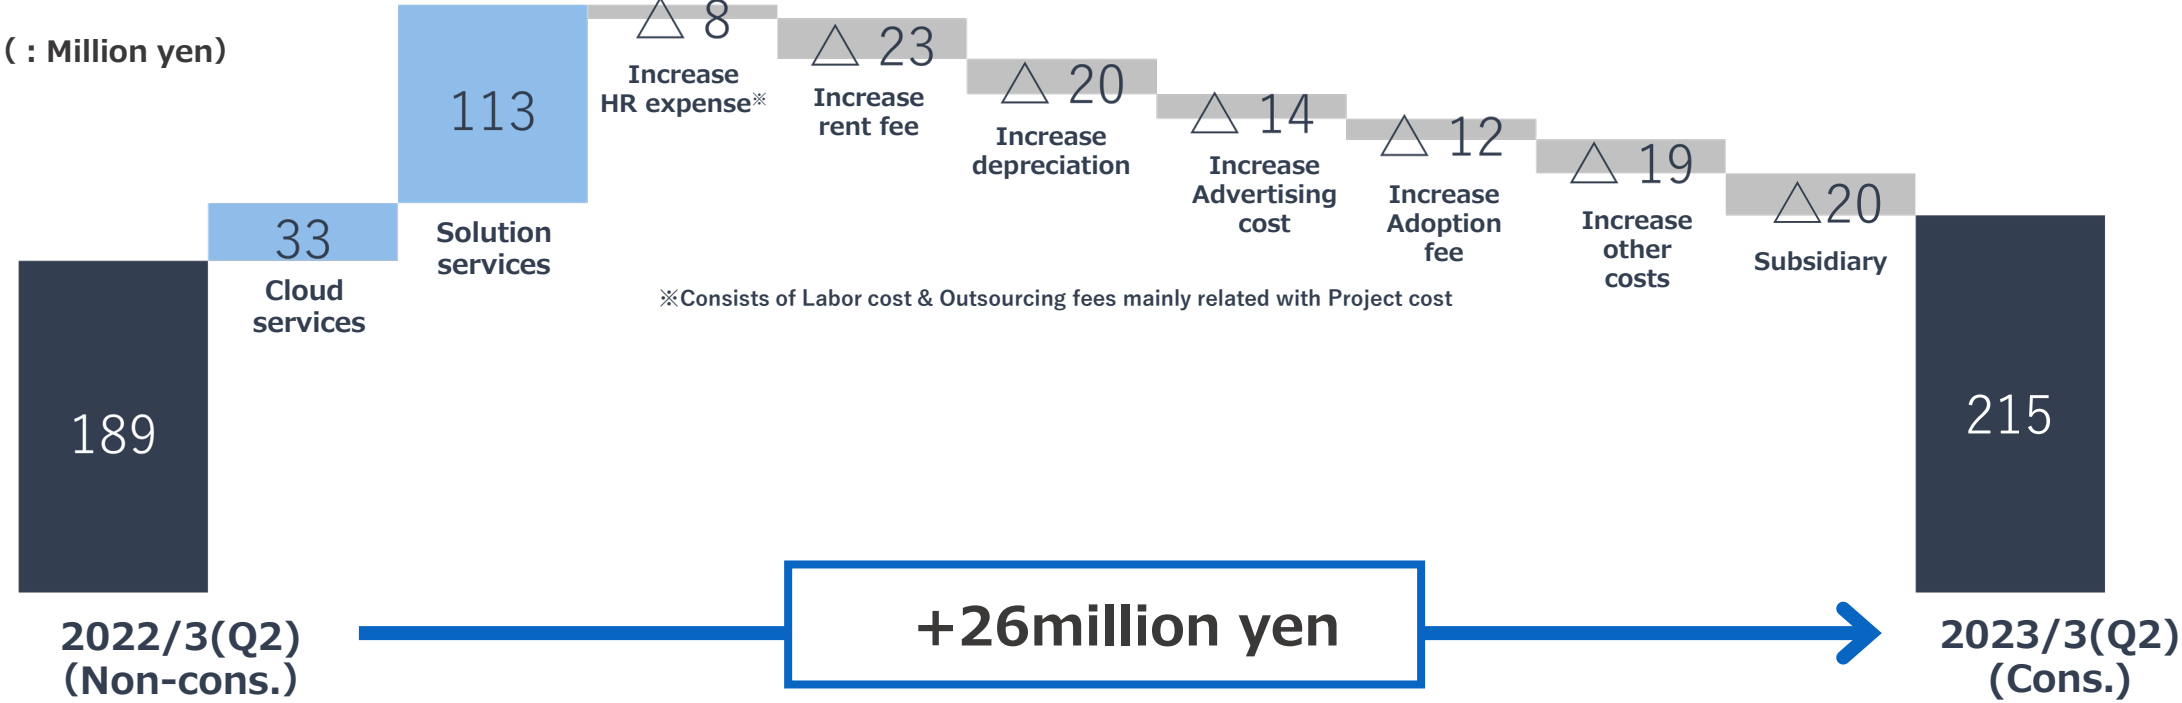 (：Million yen)
189
33
Cloud
services
113
Solution
services
△ 8
Increase
HR expense※
△ 23
Increase
rent fee
△ 20
Increase
depreciation
△ 14
Increase
Advertising
cost
△ 12
Increase
Adoption
fee
△ 19
Increase
other
costs
△20
Subsidiary
215
※Consists of Labor cost & Outsourcing fees mainly related with Project cost
2022/3(Q2)
(Non-cons.)
+26million yen
2023/3(Q2)
(Cons.)